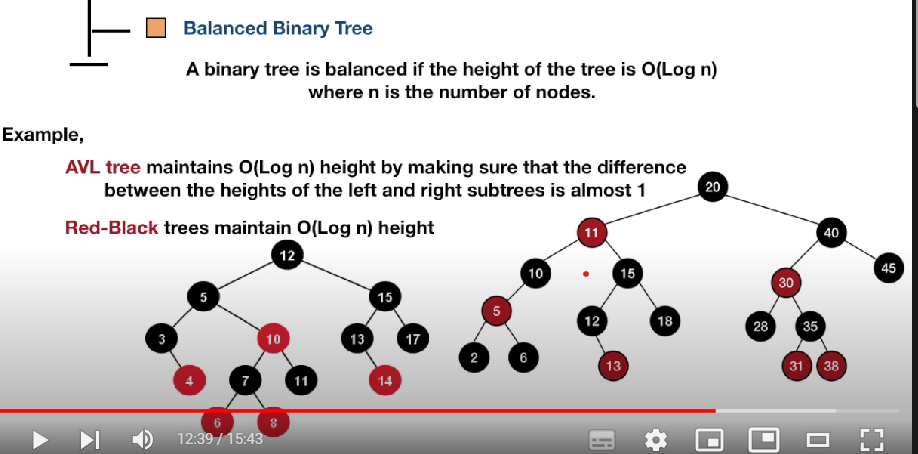 Balanced Binary Tree
A binary tree is balanced if the height of the tree is O(Log n)
where n is the number of nodes.
Example,
AVL tree maintains O(Log n) height by making sure that the difference
between the heights of the left and right subtrees is almost 1
Red-Black trees maintain O(Log n) height
12
5 15
3 10 13 17
4 7 11 14
6 8
20
11 40
10 15 30 45
5 12 18 28 35
2 6 13 31 38
12:39 / 15:43